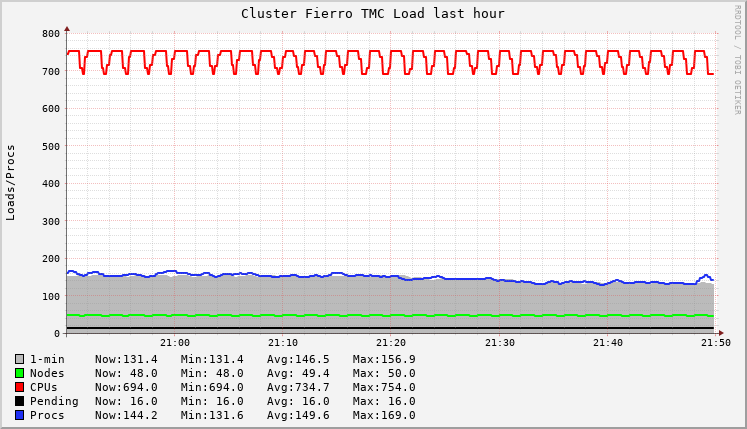 Cluster Fierro TMC Load last hour
RRDTOOL / TOBI OETIKER
Loads/Procs
800
700
600
500
400
300
200
100
0
21:00 21:10 21:20 21:30 21:40 21:50
1-min Now:131.4 Min:131.4 Avg:146.5 Max:156.9
Nodes Now: 48.0 Min: 48.0 Avg: 49.4 Max: 50.0
CPUs Now:694.0 Min:694.0 Avg:734.7 Max:754.0
Pending Now: 16.0 Min: 16.0 Avg: 16.0 Max: 16.0
Procs Now:144.2 Min:131.6 Avg:149.6 Max:169.0